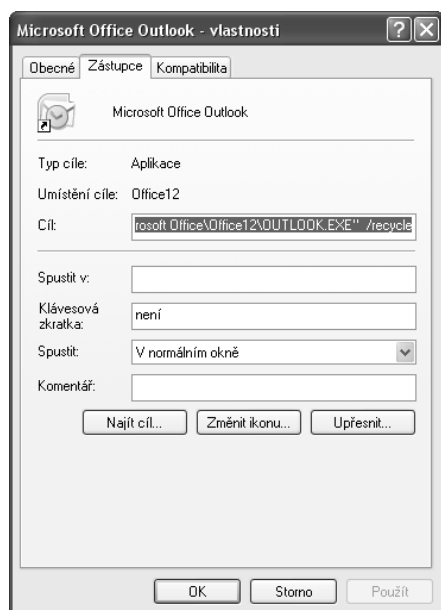 Microsoft Office Outlook - vlastnosti
Obecné Zástupce Kompatibilita
Microsoft Office Outlook
Typ cíle: Aplikace
Umístění cíle: Office12
Cíl: rosoft Office\Office12\OUTLOOK.EXE" /recycle
Spustit v:
Klávesová zkratka: není
Spustit: V normálním okně
Komentář:
Najít cíl... Změnit ikonu... Upřesnit...
OK Storno Použít